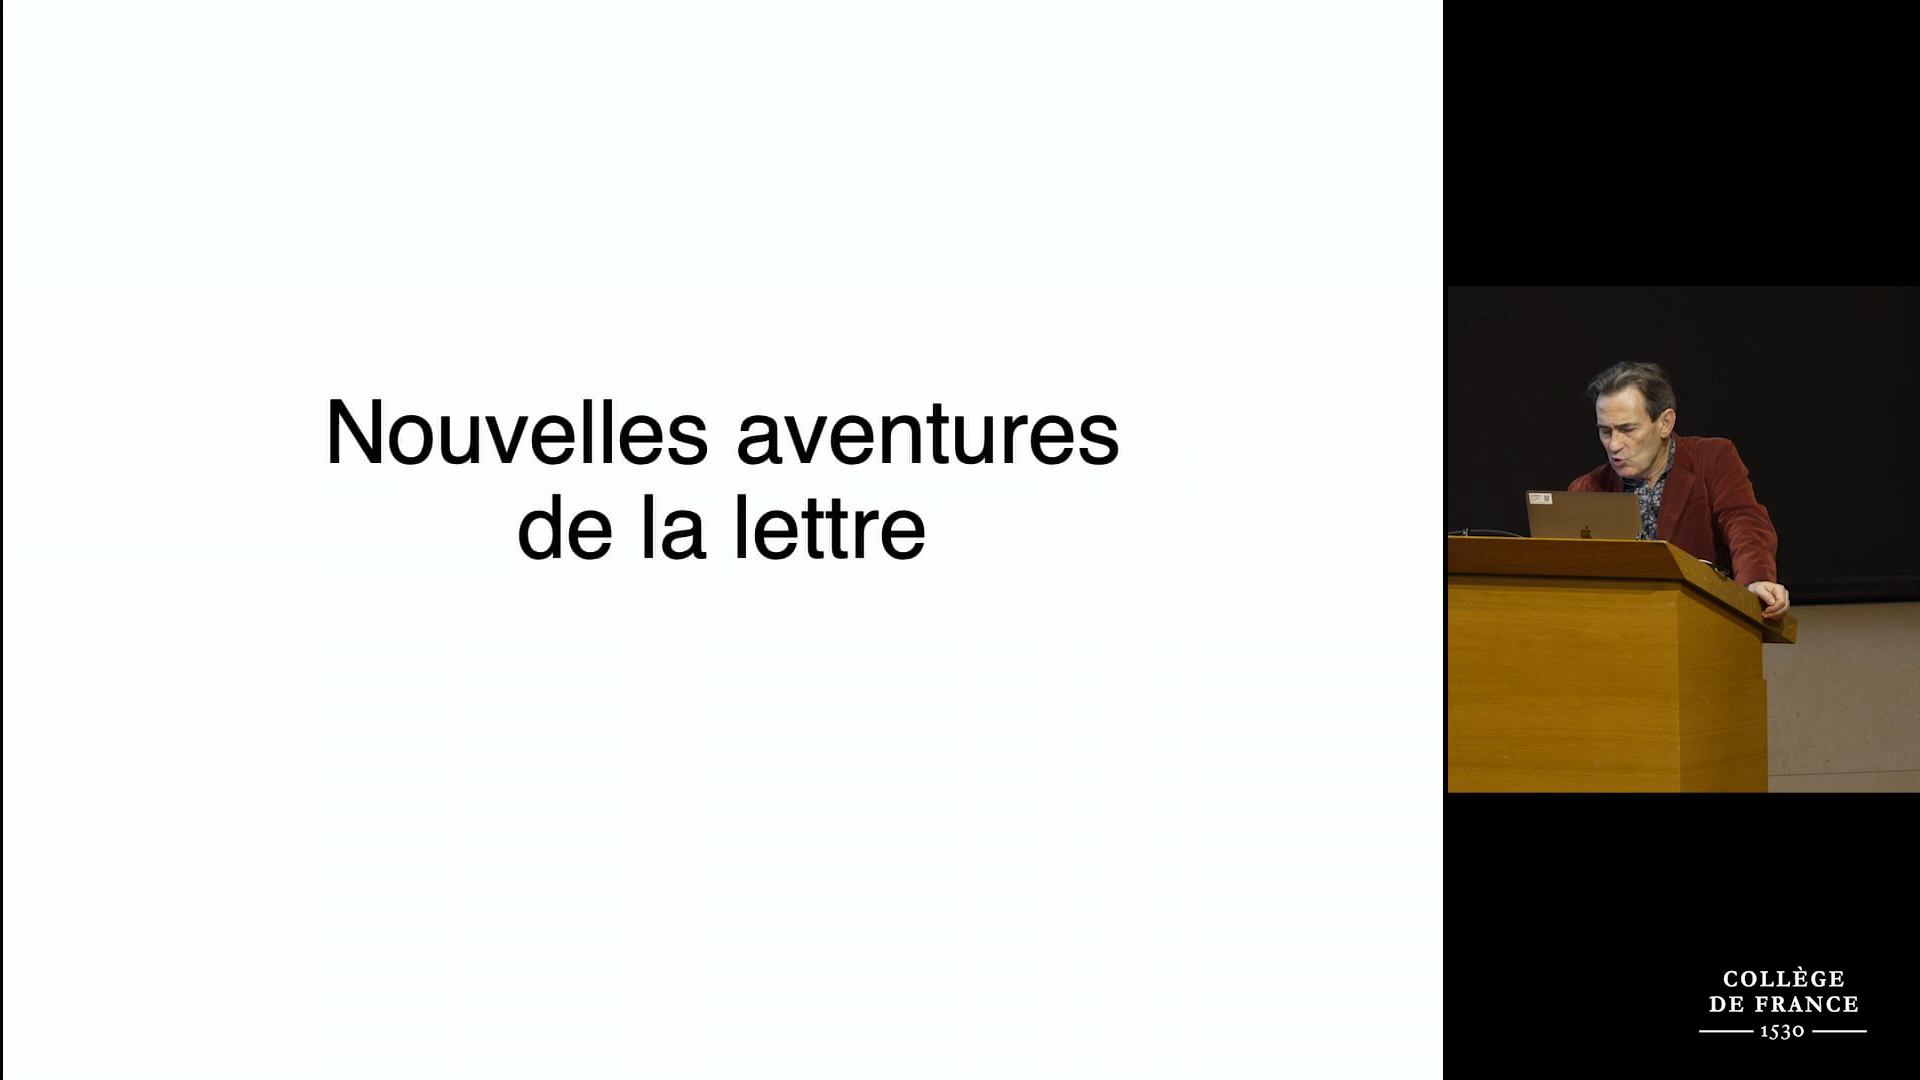 Nouvelles aventures
de la lettre
COLLÈGE
DE FRANCE
1530